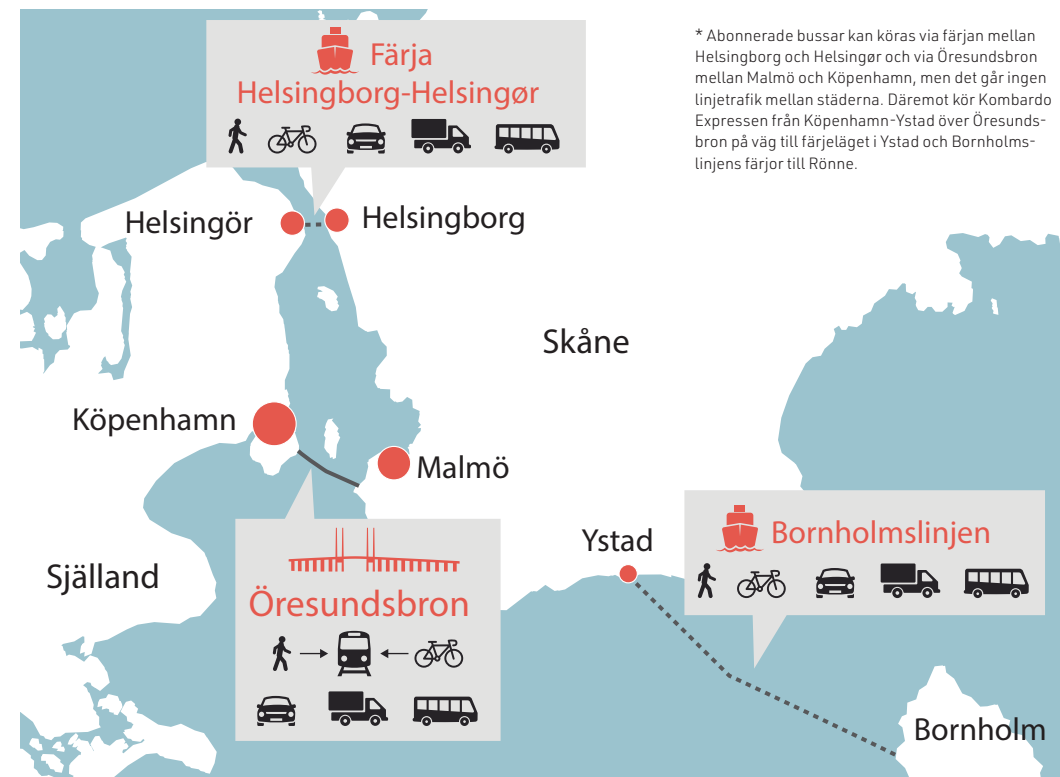 * Abonnerade bussar kan köras via färjan mellan
Helsingborg och Helsingør och via Öresundsbron
mellan Malmö och Köpenhamn, men det går ingen
linjetrafik mellan städerna. Däremot kör Kombardo
Expressen från Köpenhamn-Ystad över Öresunds-
bron på väg till färjeläget i Ystad och Bornholms-
linjens färjor till Rönne.
Färja
Helsingborg-Helsingør
Helsingör
Helsingborg
Skåne
Köpenhamn
Malmö
Ystad
Bornholmslinjen
Själland
Öresundsbron
Bornholm